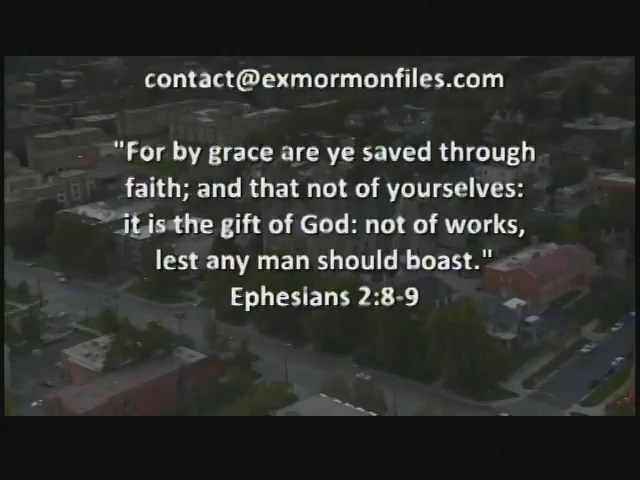 contact@exmormonfiles.com
"For by grace are ye saved through
faith; and that not of yourselves:
it is the gift of God: not of works,
lest any man should boast."
Ephesians 2:8-9